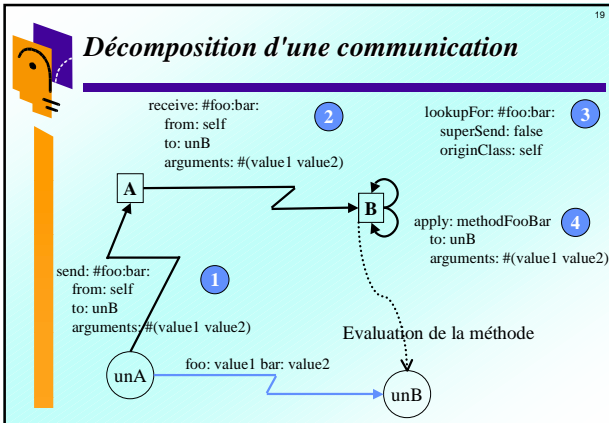 19
Décomposition d'une communication
receive: #foo:bar:
from: self
to: unB
arguments: #(value1 value2)
2
lookupFor: #foo:bar:
superSend: false
originClass: self
3
A
B
apply: methodFooBar
to: unB
arguments: #(value1 value2)
4
send: #foo:bar:
from: self
to: unB
arguments: #(value1 value2)
1
Evaluation de la méthode
unA
foo: value1 bar: value2
unB